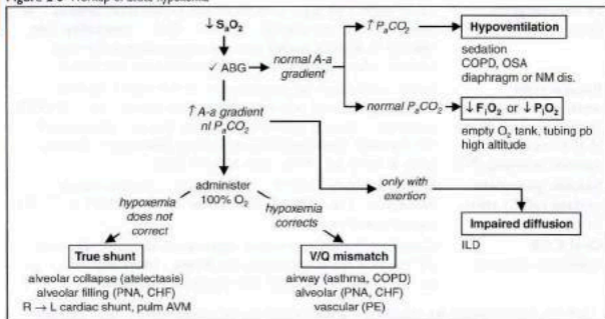 ↓ SaO2
✓ ABG
normal A-a
gradient
↑ PaCO2
Hypoventilation
sedation
COPD, OSA
diaphragm or NM dis.
normal PaCO2
↓ FiO2 or ↓ PiO2
empty O2 tank, tubing pb
high altitude
↑ A-a gradient
nl PaCO2
administer
100% O2
only with
exertion
Impaired diffusion
ILD
hypoxemia
does not
correct
hypoxemia
corrects
True shunt
alveolar collapse (atelectasis)
alveolar filling (PNA, CHF)
R → L cardiac shunt, pulm AVM
V/Q mismatch
airway (asthma, COPD)
alveolar (PNA, CHF)
vascular (PE)